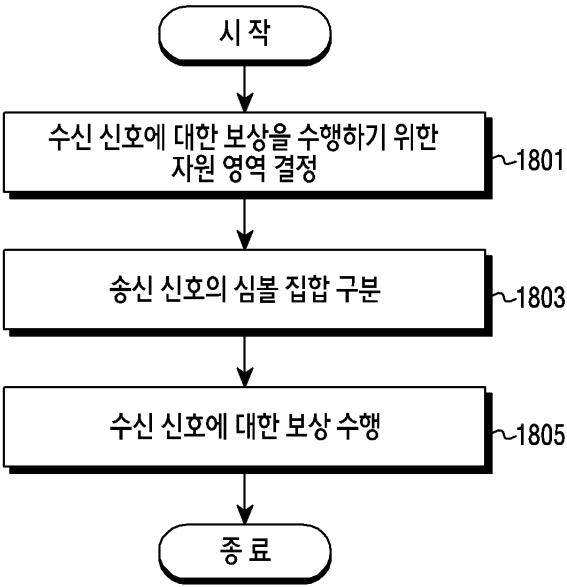 시 작
수신 신호에 대한 보상을 수행하기 위한
자원 영역 결정
1801
송신 신호의 심볼 집합 구분
1803
수신 신호에 대한 보상 수행
1805
종 료